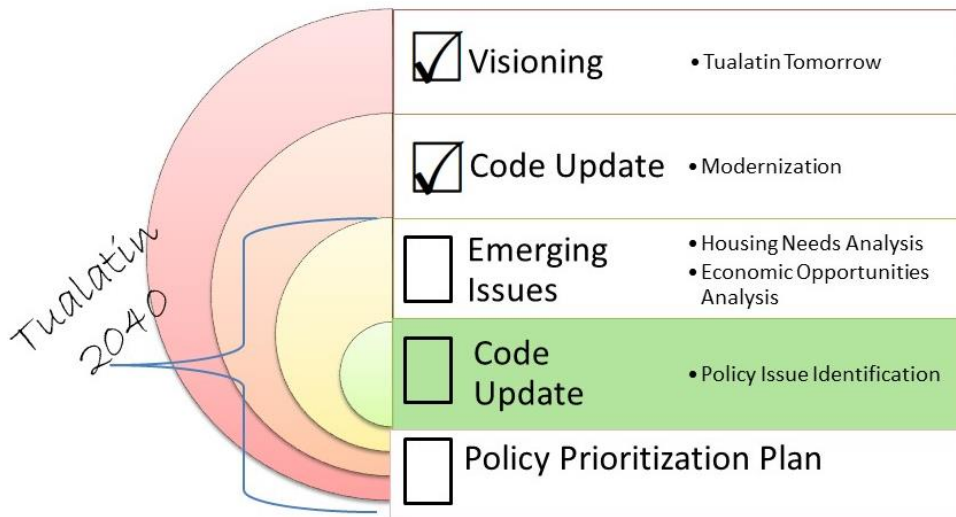 Visioning
• Tualatin Tomorrow
Code Update
• Modernization
Emerging
Issues
• Housing Needs Analysis
• Economic Opportunities
Analysis
Code
Update
• Policy Issue Identification
Policy Prioritization Plan
Tualatin
2040